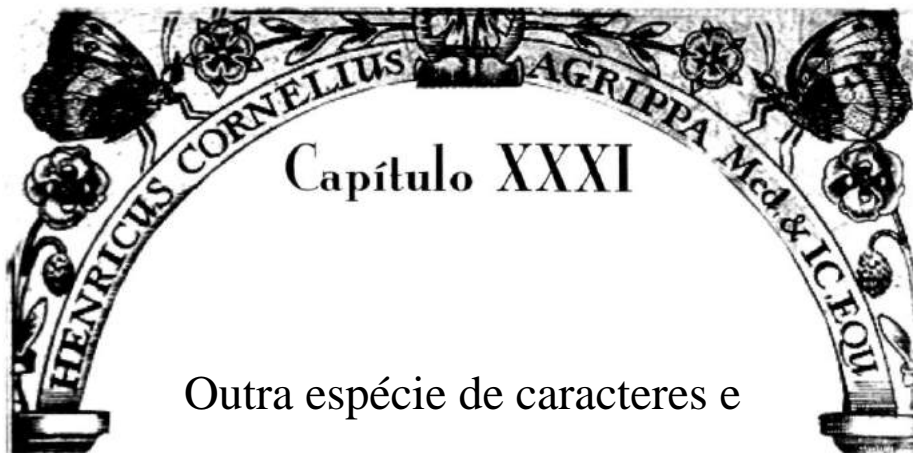 HENRICUS CORNELIUS AGRIPPA Med. & IC. EQU
Capítulo XXXI
Outra espécie de caracteres e